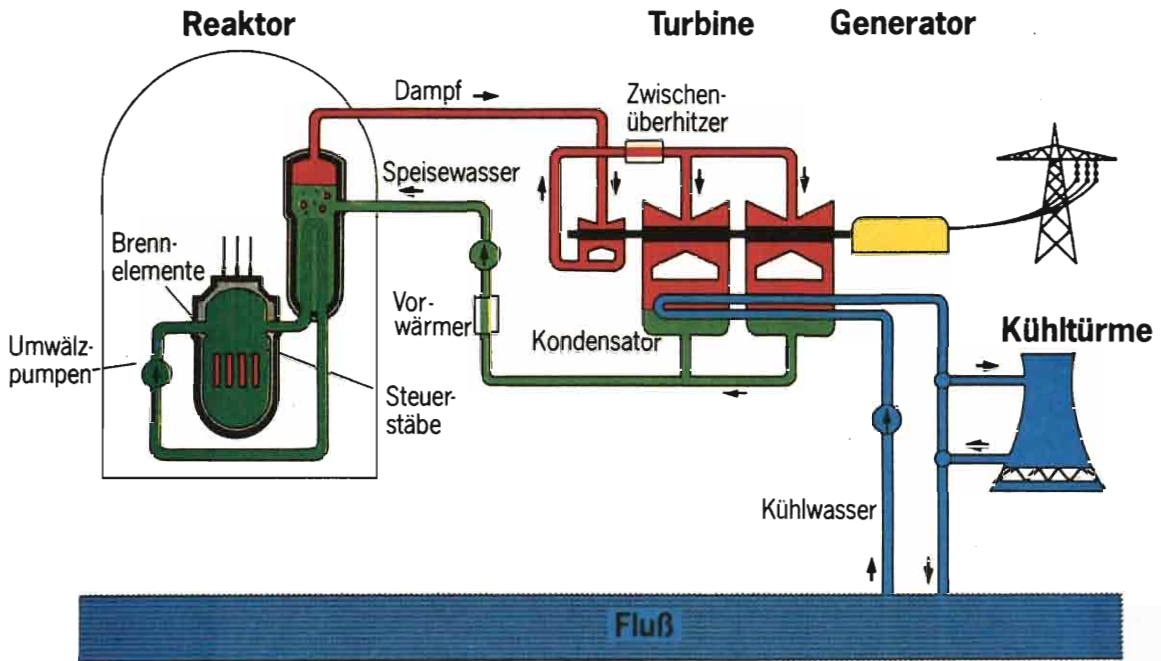 Reaktor
Turbine
Generator
Dampf
Zwischen-
überhitzer
Speisewasser
Brenn-
elemente
Vor-
wärmer
Kondensator
Kühltürme
Umwälz-
pumpen
Steuer-
stäbe
Kühlwasser
Fluß